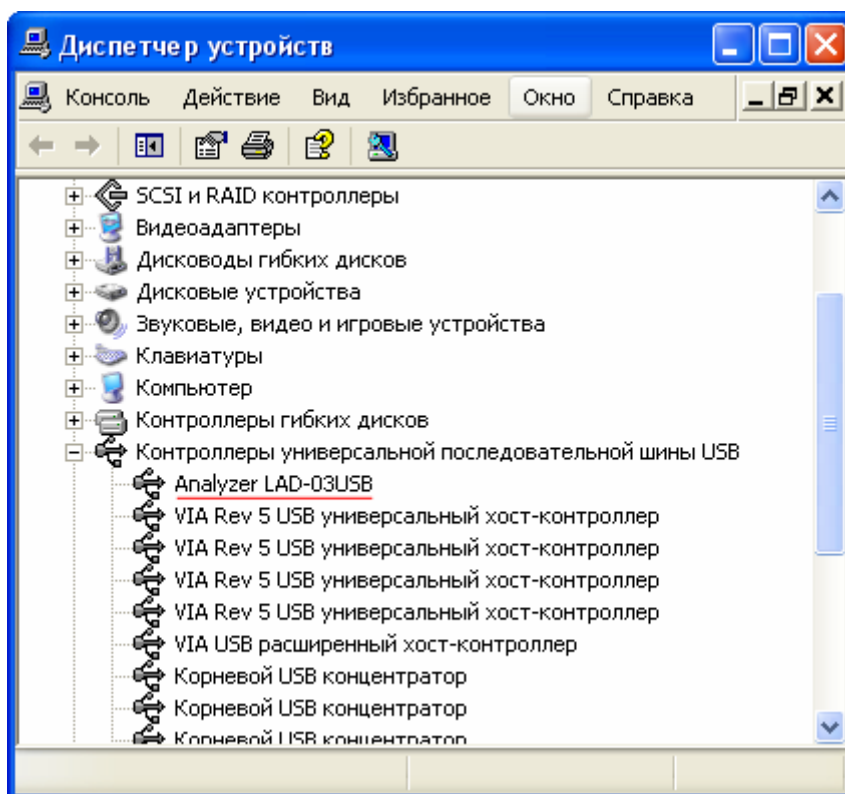 Диспетчер устройств
Консоль Действие Вид Избранное Окно Справка
SCSI и RAID контроллеры
Видеоадаптеры
Дисководы гибких дисков
Дисковые устройства
Звуковые, видео и игровые устройства
Клавиатуры
Компьютер
Контроллеры гибких дисков
Контроллеры универсальной последовательной шины USB
Analyzer LAD-03USB
VIA Rev 5 USB универсальный хост-контроллер
VIA Rev 5 USB универсальный хост-контроллер
VIA Rev 5 USB универсальный хост-контроллер
VIA Rev 5 USB универсальный хост-контроллер
VIA USB расширенный хост-контроллер
Корневой USB концентратор
Корневой USB концентратор
Корневой USB концентратор